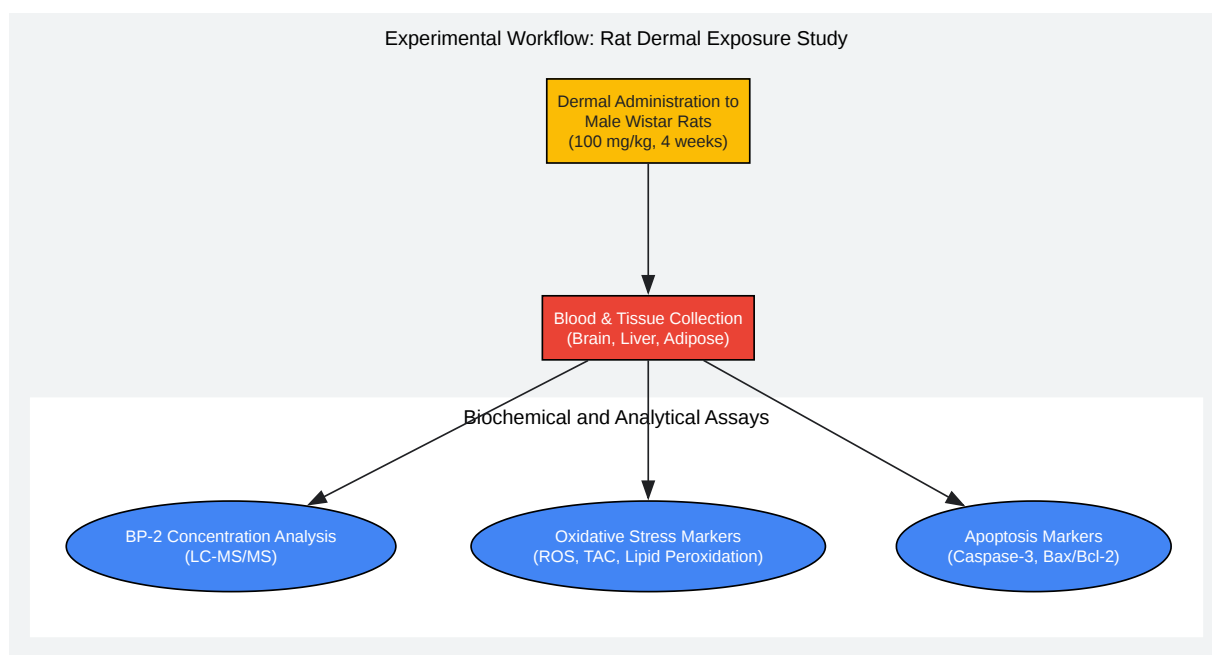 Experimental Workflow: Rat Dermal Exposure Study
Dermal Administration to
Male Wistar Rats
(100 mg/kg, 4 weeks)
Blood & Tissue Collection
(Brain, Liver, Adipose)
Biochemical and Analytical Assays
BP-2 Concentration Analysis
(LC-MS/MS)
Oxidative Stress Markers
(ROS, TAC, Lipid Peroxidation)
Apoptosis Markers
(Caspase-3, Bax/Bcl-2)